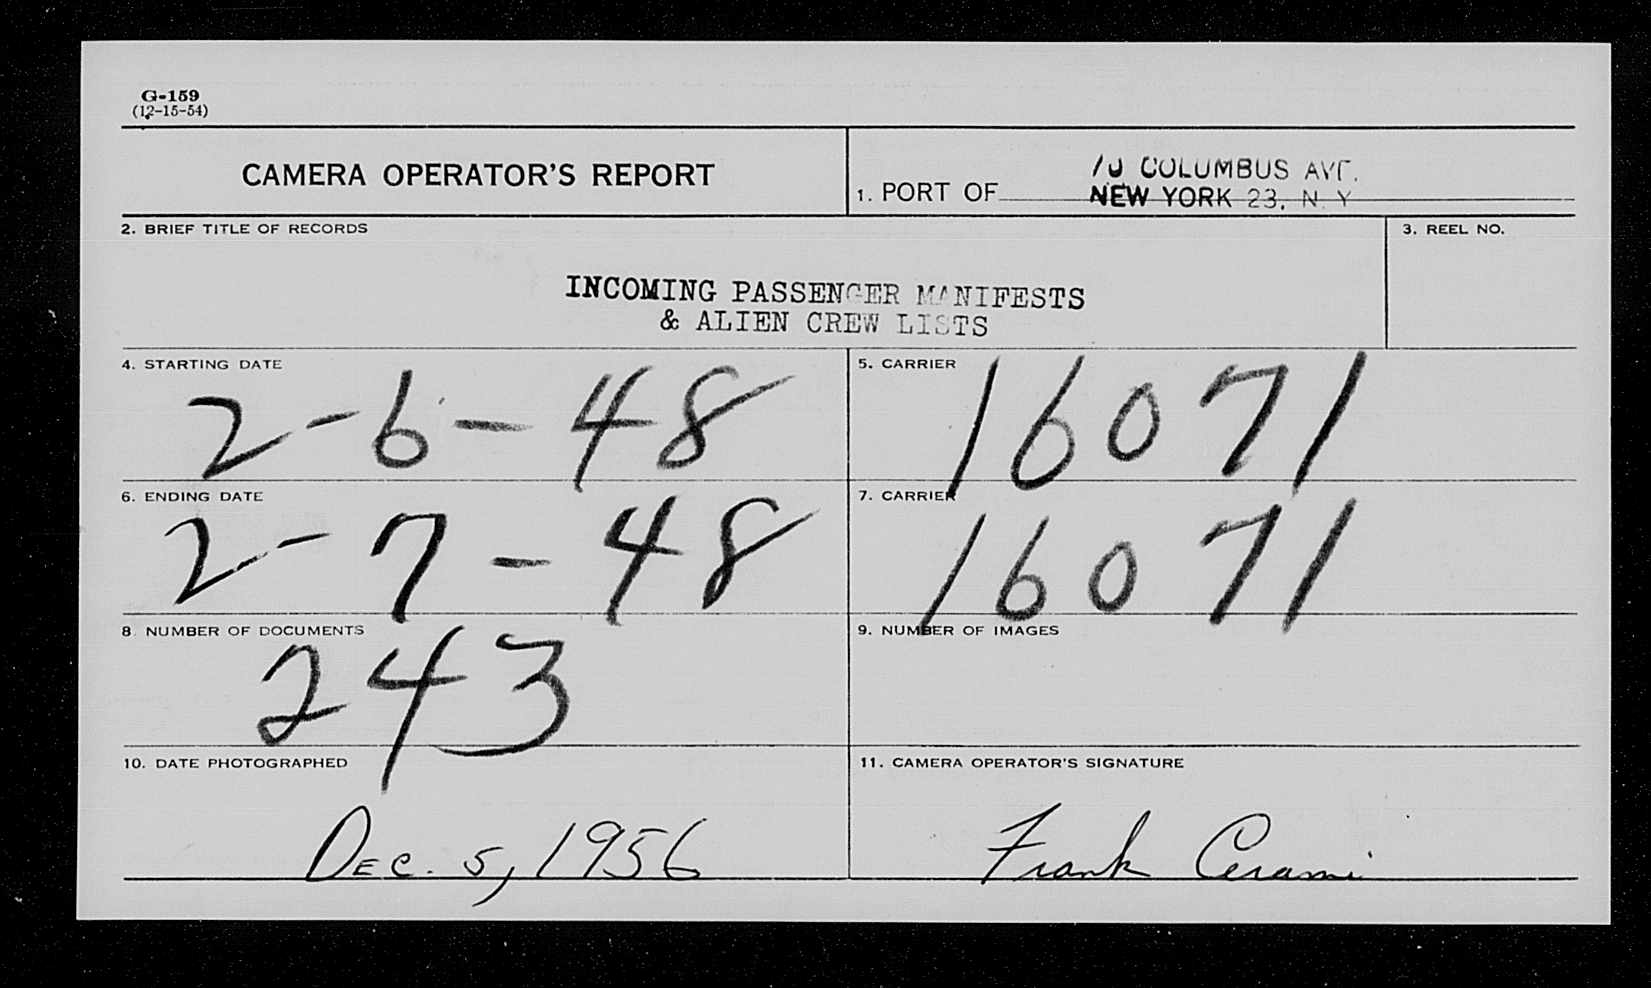 G-159
(12-15-54)
CAMERA OPERATOR'S REPORT
70 COLUMBUS AVE.
1. PORT OF NEW YORK 23, N. Y
2. BRIEF TITLE OF RECORDS
3. REEL NO.
INCOMING PASSENGER MANIFESTS
& ALIEN CREW LISTS
4. STARTING DATE
2-6-48
5. CARRIER
16071
6. ENDING DATE
2-7-48
7. CARRIER
16071
8. NUMBER OF DOCUMENTS
243
9. NUMBER OF IMAGES
10. DATE PHOTOGRAPHED
DEC. 5, 1956
11. CAMERA OPERATOR'S SIGNATURE
Frank Cerami